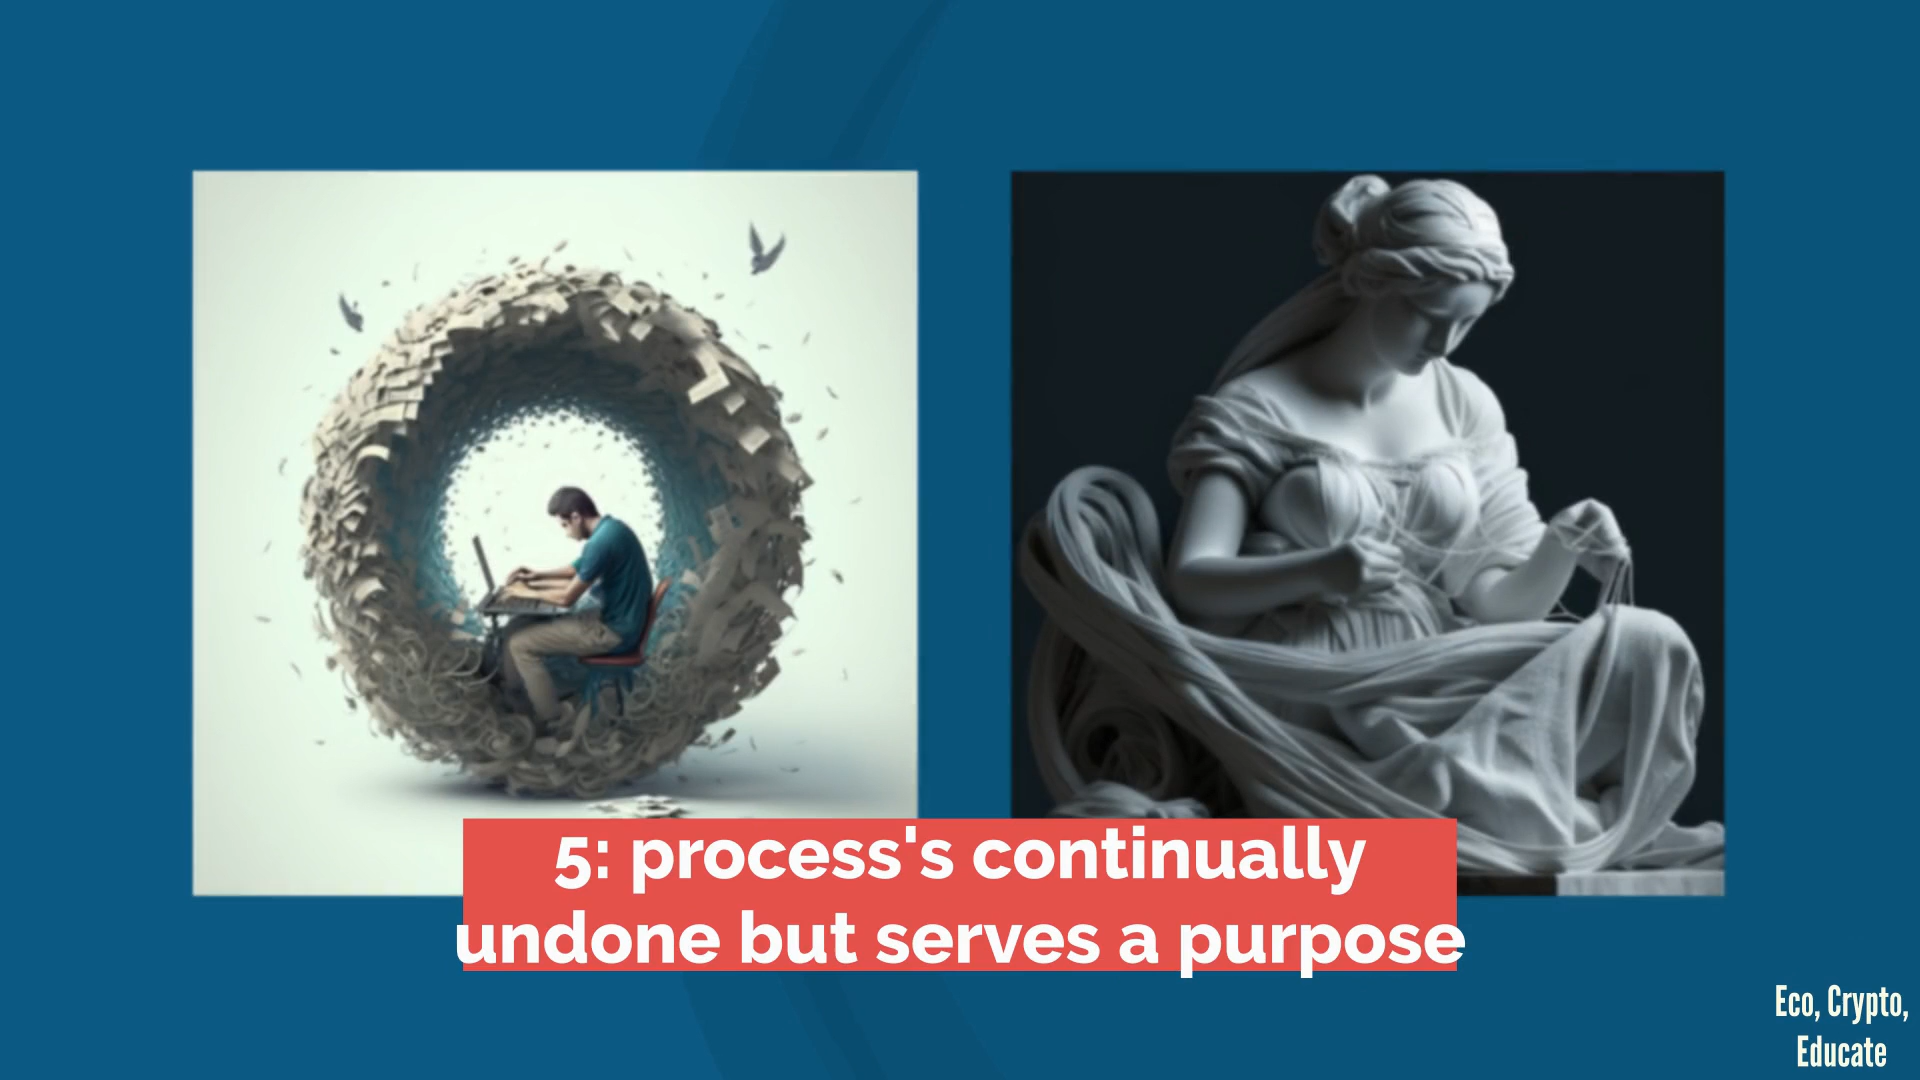 5: process's continually
undone but serves a purpose
Eco, Crypto,
Educate